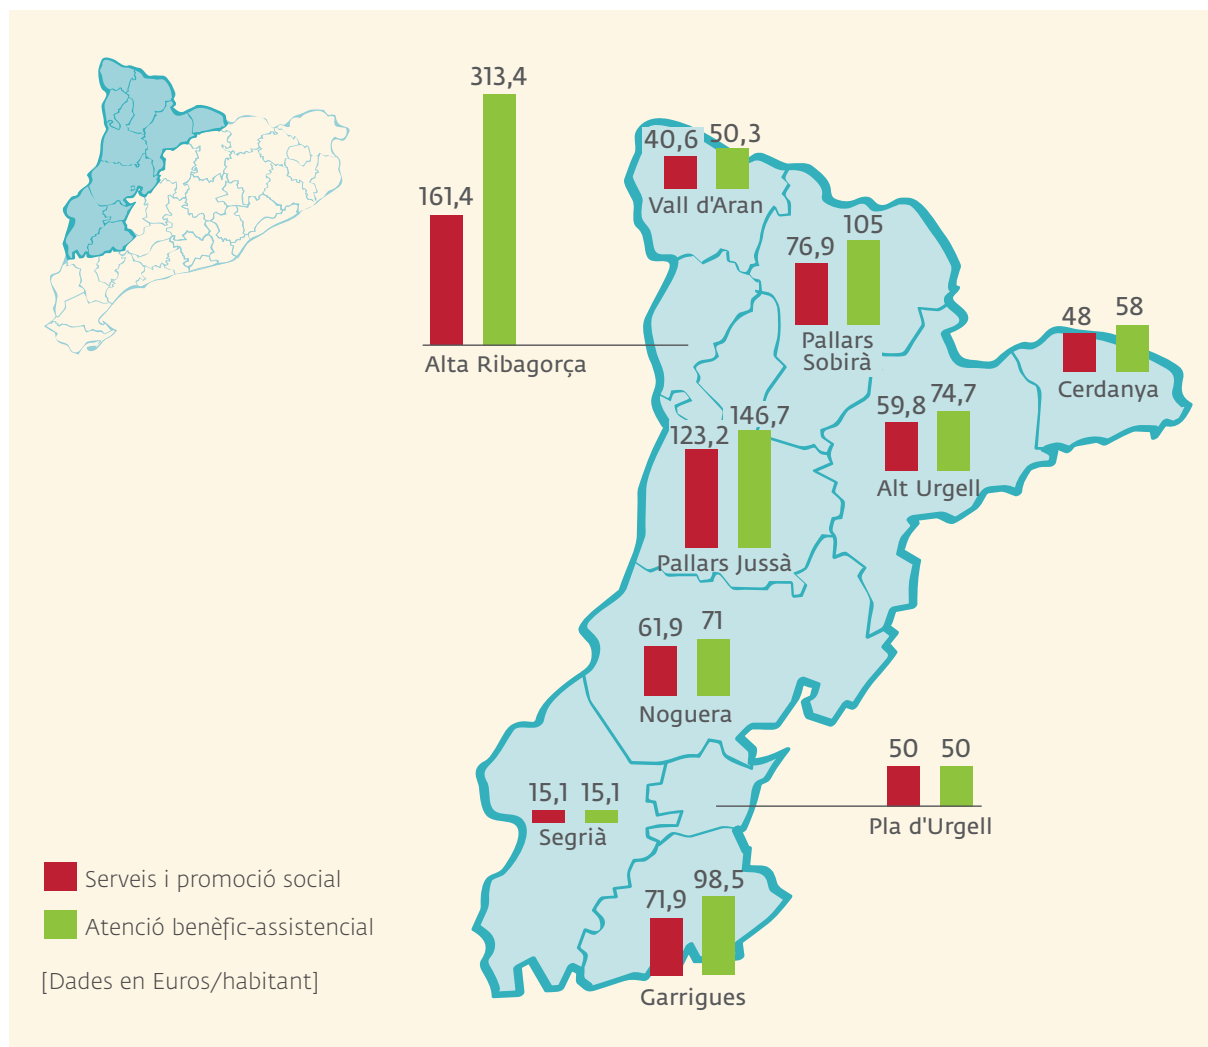 313,4
161,4
Alta Ribagorça
40,6 50,3
Vall d'Aran
105
76,9
Pallars
Sobirà
58
48
Cerdanya
74,7
59,8
Alt Urgell
146,7
123,2
Pallars Jussà
71
61,9
Noguera
50 50
Pla d'Urgell
15,1 15,1
Segrià
98,5
71,9
Garrigues
Serveis i promoció social
Atenció benèfic-assistencial
[Dades en Euros/habitant]